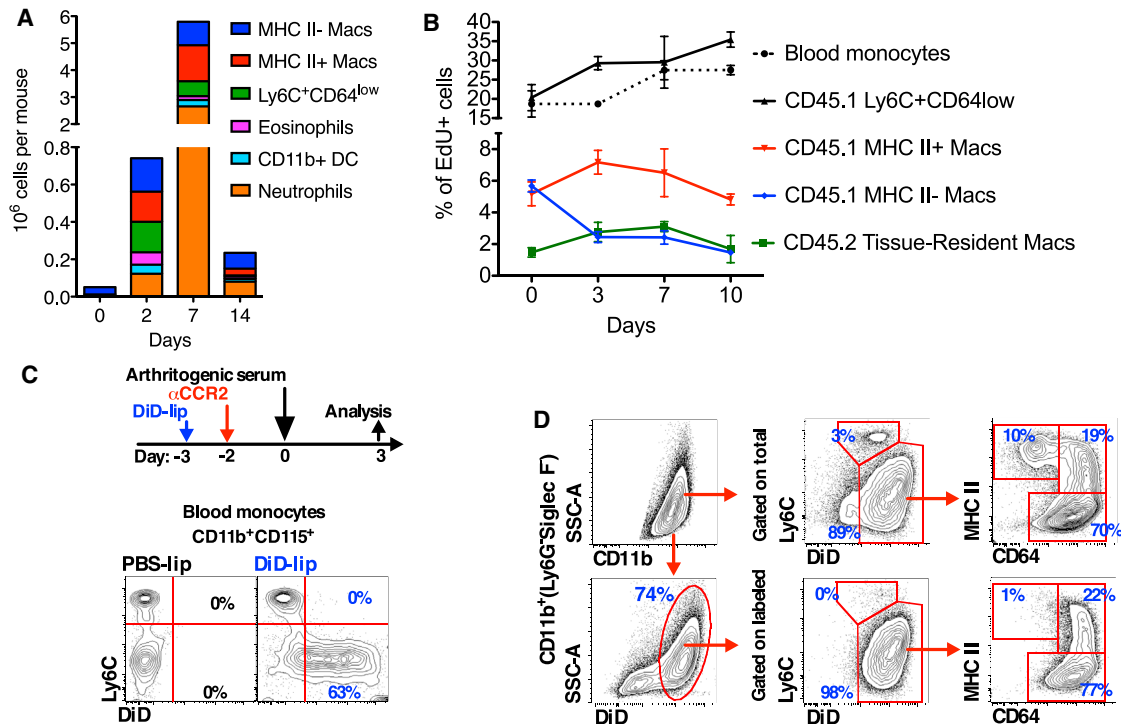 A
10⁶ cells per mouse
6
5
4
3
2
0.8
0.6
0.4
0.2
0.0
0 2 7 14
Days
MHC II- Macs
MHC II+ Macs
Ly6C⁺CD64ˡᵒʷ
Eosinophils
CD11b+ DC
Neutrophils
B
% of EdU+ cells
40
35
30
25
20
15
8
6
4
2
0
0 3 7 10
Days
Blood monocytes
CD45.1 Ly6C+CD64low
CD45.1 MHC II+ Macs
CD45.1 MHC II- Macs
CD45.2 Tissue-Resident Macs
C
Arthritogenic serum
αCCR2
DiD-lip
Analysis
Day: -3 -2 0 3
Blood monocytes
CD11b⁺CD115⁺
PBS-lip DiD-lip
0% 0%
0% 63%
Ly6C
DiD
D
CD11b⁺(Ly6G⁻Siglec F⁻)
SSC-A
CD11b
Gated on total
Ly6C
3%
89%
DiD
MHC II
10% 19%
70%
CD64
74%
SSC-A
DiD
Gated on labeled
Ly6C
0%
98%
DiD
MHC II
1% 22%
77%
CD64